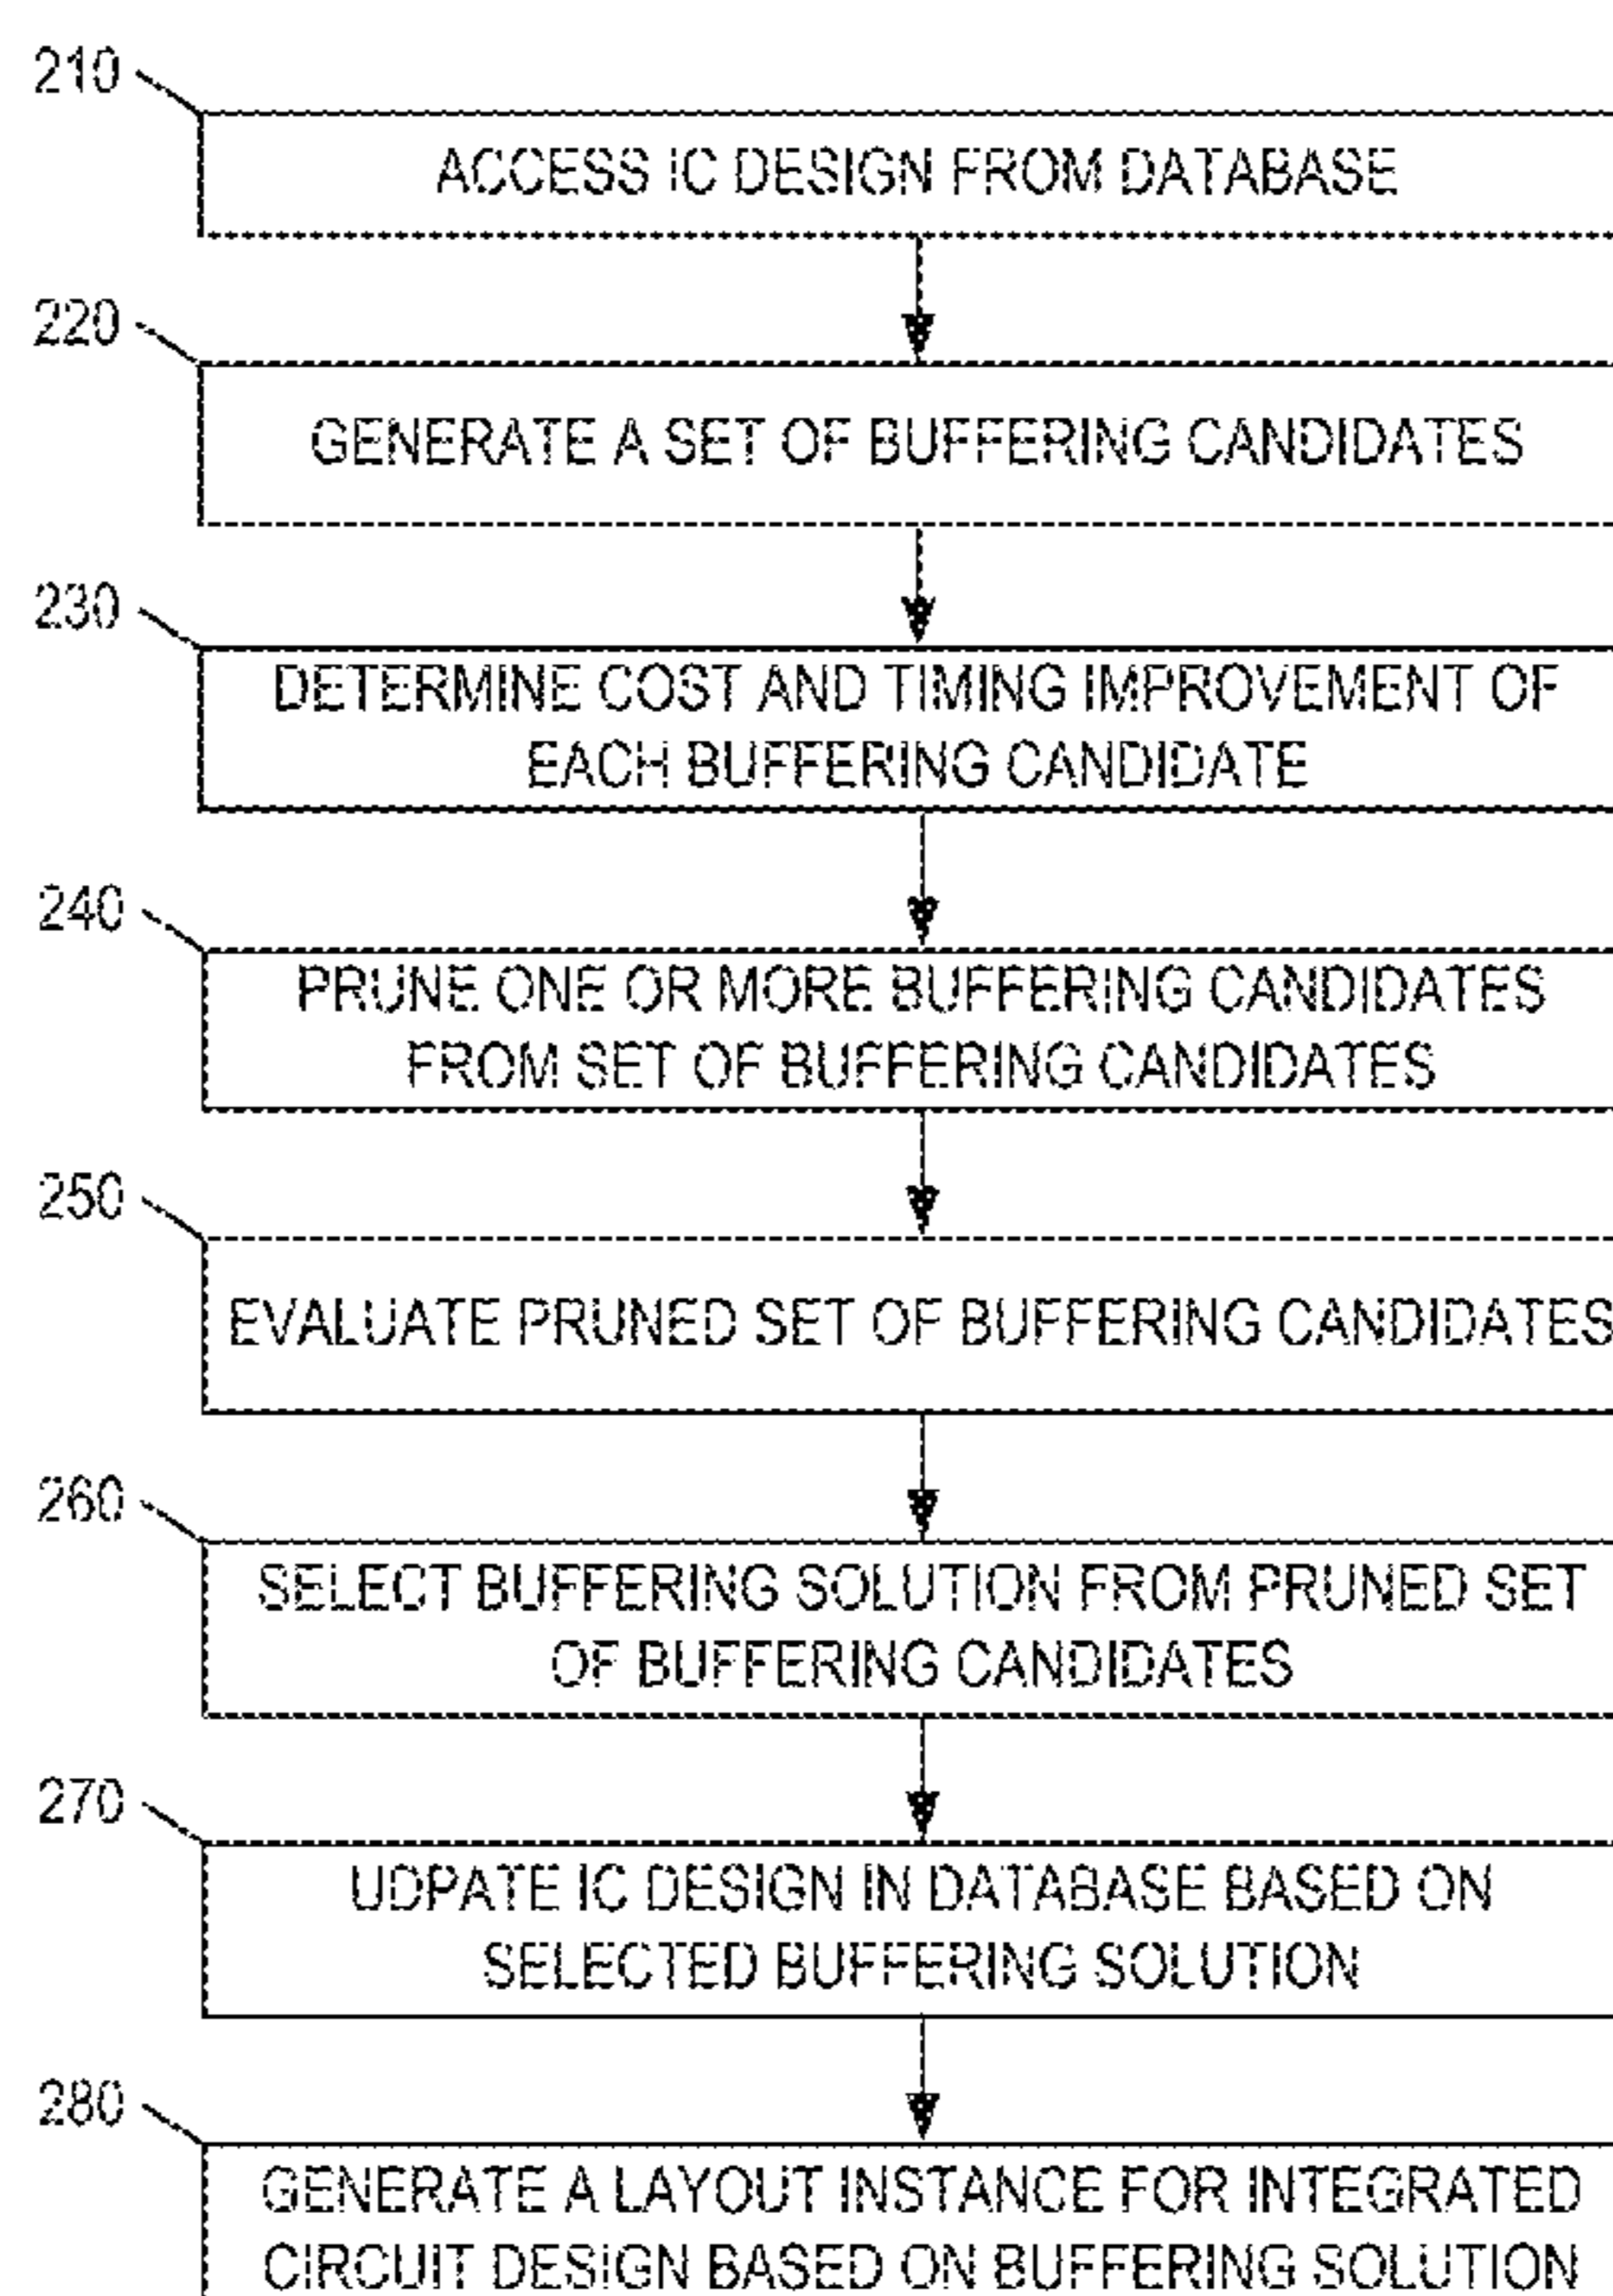 210
ACCESS IC DESIGN FROM DATABASE
220
GENERATE A SET OF BUFFERING CANDIDATES
230
DETERMINE COST AND TIMING IMPROVEMENT OF
EACH BUFFERING CANDIDATE
240
PRUNE ONE OR MORE BUFFERING CANDIDATES
FROM SET OF BUFFERING CANDIDATES
250
EVALUATE PRUNED SET OF BUFFERING CANDIDATES
260
SELECT BUFFERING SOLUTION FROM PRUNED SET
OF BUFFERING CANDIDATES
270
UDPATE IC DESIGN IN DATABASE BASED ON
SELECTED BUFFERING SOLUTION
280
GENERATE A LAYOUT INSTANCE FOR INTEGRATED
CIRCUIT DESIGN BASED ON BUFFERING SOLUTION